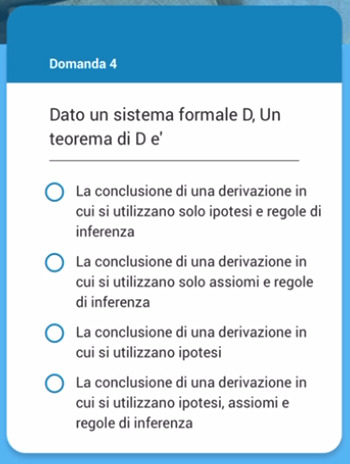 Domanda 4
Dato un sistema formale D, Un
teorema di D e'
La conclusione di una derivazione in
cui si utilizzano solo ipotesi e regole di
inferenza
La conclusione di una derivazione in
cui si utilizzano solo assiomi e regole
di inferenza
La conclusione di una derivazione in
cui si utilizzano ipotesi
La conclusione di una derivazione in
cui si utilizzano ipotesi, assiomi e
regole di inferenza